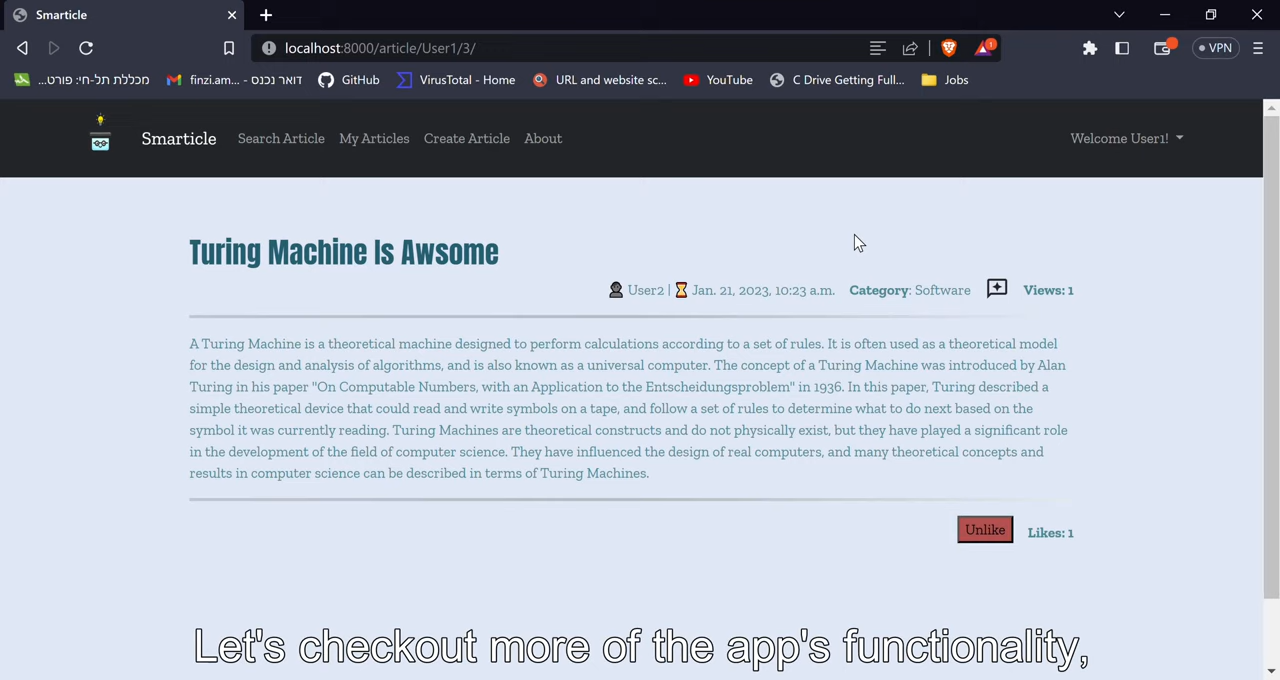 Smarticle
localhost:8000/article/User1/3/
1
VPN
מכללת תל-חי: פורט...
finzi.am... - דואר נכנס
GitHub
VirusTotal - Home
URL and website sc...
YouTube
C Drive Getting Full...
Jobs
Smarticle
Search Article
My Articles
Create Article
About
Welcome User1!
Turing Machine Is Awsome
User2 | Jan. 21, 2023, 10:23 a.m. Category: Software Views: 1
A Turing Machine is a theoretical machine designed to perform calculations according to a set of rules. It is often used as a theoretical model
for the design and analysis of algorithms, and is also known as a universal computer. The concept of a Turing Machine was introduced by Alan
Turing in his paper "On Computable Numbers, with an Application to the Entscheidungsproblem" in 1936. In this paper, Turing described a
simple theoretical device that could read and write symbols on a tape, and follow a set of rules to determine what to do next based on the
symbol it was currently reading. Turing Machines are theoretical constructs and do not physically exist, but they have played a significant role
in the development of the field of computer science. They have influenced the design of real computers, and many theoretical concepts and
results in computer science can be described in terms of Turing Machines.
Unlike
Likes: 1
Let's checkout more of the app's functionality,